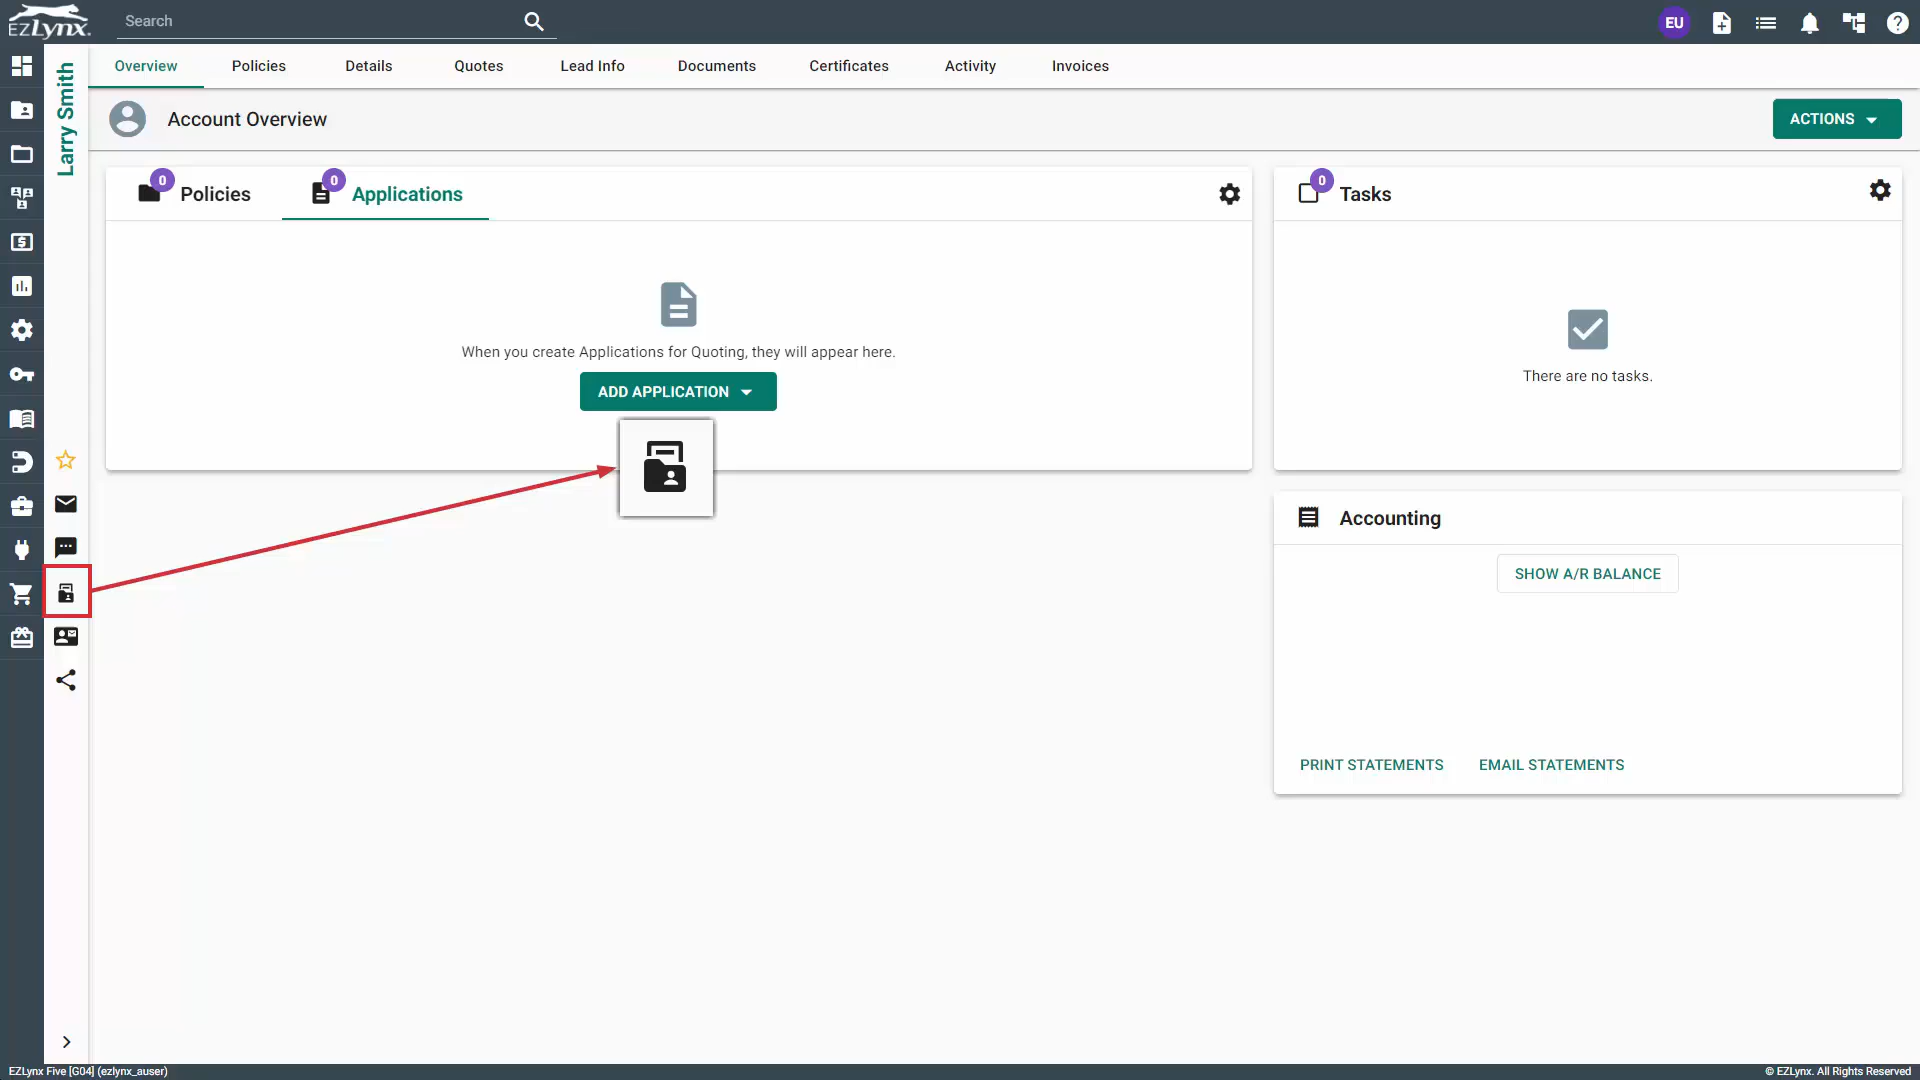 EZLynx.
Search
EU
Larry Smith
Overview
Policies
Details
Quotes
Lead Info
Documents
Certificates
Activity
Invoices
Account Overview
ACTIONS
0
Policies
0
Applications
When you create Applications for Quoting, they will appear here.
ADD APPLICATION
0
Tasks
There are no tasks.
Accounting
SHOW A/R BALANCE
PRINT STATEMENTS
EMAIL STATEMENTS
EZLynx Five [G04] (ezlynx_auser)
© EZLynx. All Rights Reserved